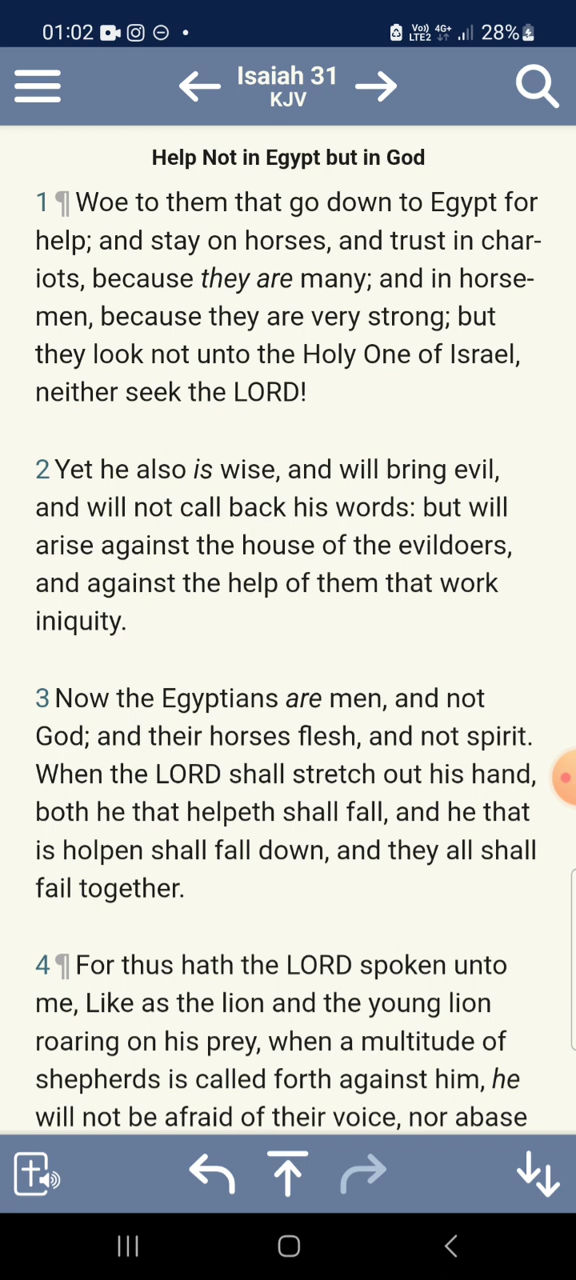 01:02
Vo)) 4G+
LTE2
28%
Isaiah 31
KJV
Help Not in Egypt but in God
1 ¶ Woe to them that go down to Egypt for
help; and stay on horses, and trust in char-
iots, because they are many; and in horse-
men, because they are very strong; but
they look not unto the Holy One of Israel,
neither seek the LORD!
2 Yet he also is wise, and will bring evil,
and will not call back his words: but will
arise against the house of the evildoers,
and against the help of them that work
iniquity.
3 Now the Egyptians are men, and not
God; and their horses flesh, and not spirit.
When the LORD shall stretch out his hand,
both he that helpeth shall fall, and he that
is holpen shall fall down, and they all shall
fail together.
4 ¶ For thus hath the LORD spoken unto
me, Like as the lion and the young lion
roaring on his prey, when a multitude of
shepherds is called forth against him, he
will not be afraid of their voice, nor abase